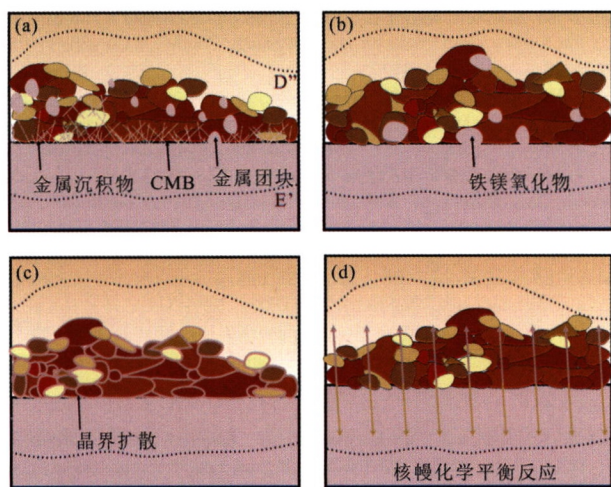 (a)
D"
金属沉积物
CMB
金属团块
E'
(b)
铁镁氧化物
(c)
晶界扩散
(d)
核幔化学平衡反应